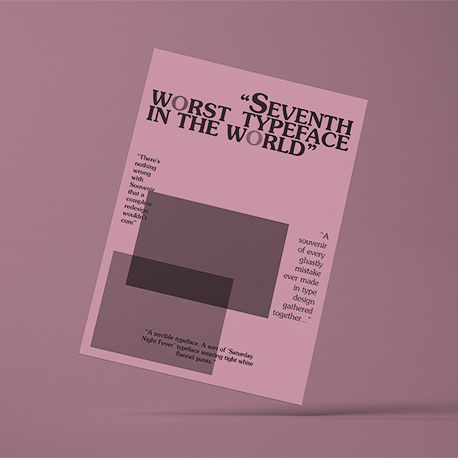 “SEVENTH
WORST TYPEFACE
IN THE WORLD”
“There's
nothing
wrong
with
Souvenir
that a
complete
redesign
wouldn't
cure”
“A
souvenir
of every
ghastly
mistake
ever made
in type
design
gathered
together...”
“A terrible typeface. A sort of ‘Saturday
Night Fever’ typeface wearing tight white
flannel pants.”